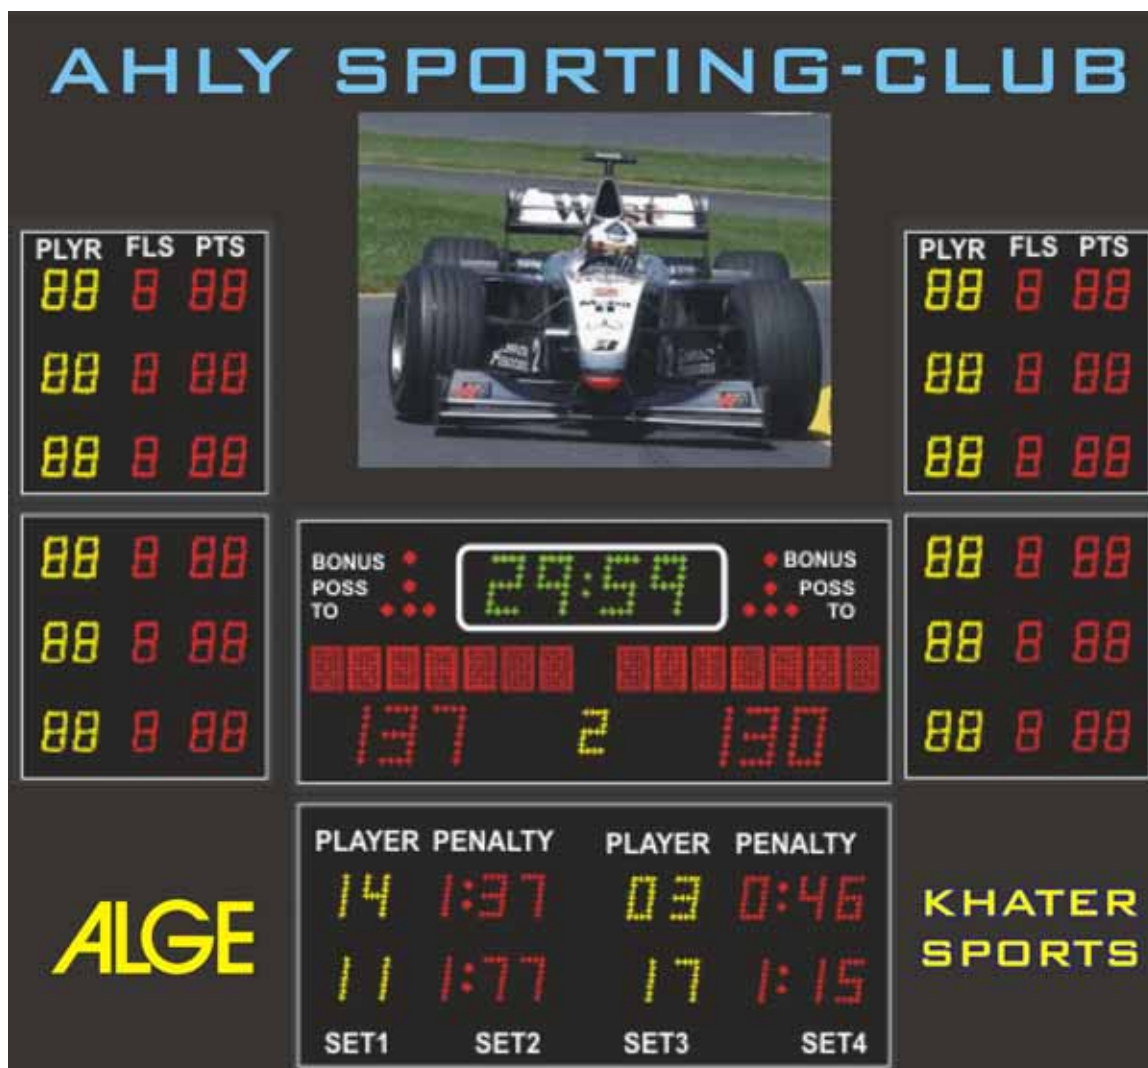 AHLY SPORTING-CLUB
West
PLYR FLS PTS
88 8 88
88 8 88
88 8 88
PLYR FLS PTS
88 8 88
88 8 88
88 8 88
88 8 88
88 8 88
88 8 88
BONUS
POSS
TO
29:59
BONUS
POSS
TO
137 2 130
88 8 88
88 8 88
88 8 88
PLAYER PENALTY PLAYER PENALTY
14 1:37 03 0:46
11 1:77 17 1:15
SET1 SET2 SET3 SET4
ALGE
KHATER
SPORTS